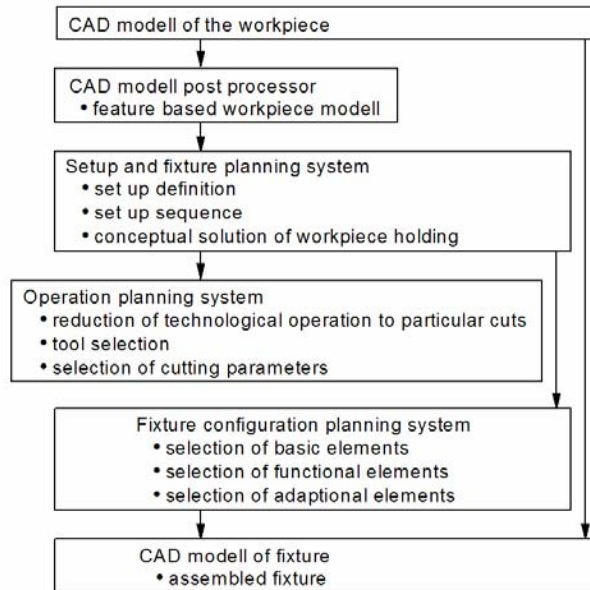 CAD modell of the workpiece
CAD modell post processor
• feature based workpiece modell
Setup and fixture planning system
• set up definition
• set up sequence
• conceptual solution of workpiece holding
Operation planning system
• reduction of technological operation to particular cuts
• tool selection
• selection of cutting parameters
Fixture configuration planning system
• selection of basic elements
• selection of functional elements
• selection of adaptional elements
CAD modell of fixture
• assembled fixture